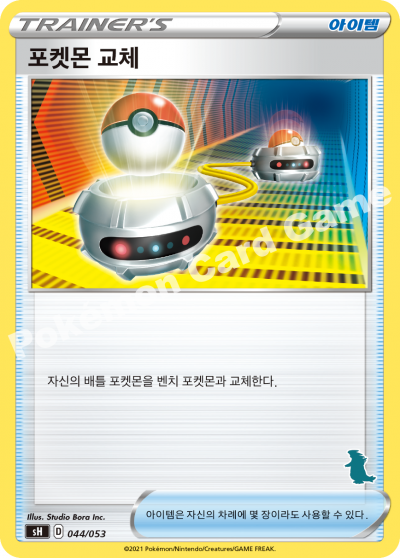 TRAINER'S
아이템
포켓몬 교체
Pokémon Card Game
자신의 배틀 포켓몬을 벤치 포켓몬과 교체한다.
Illus. Studio Bora Inc.
sH D 044/053
아이템은 자신의 차례에 몇 장이라도 사용할 수 있다.
©2021 Pokémon/Nintendo/Creatures/GAME FREAK.